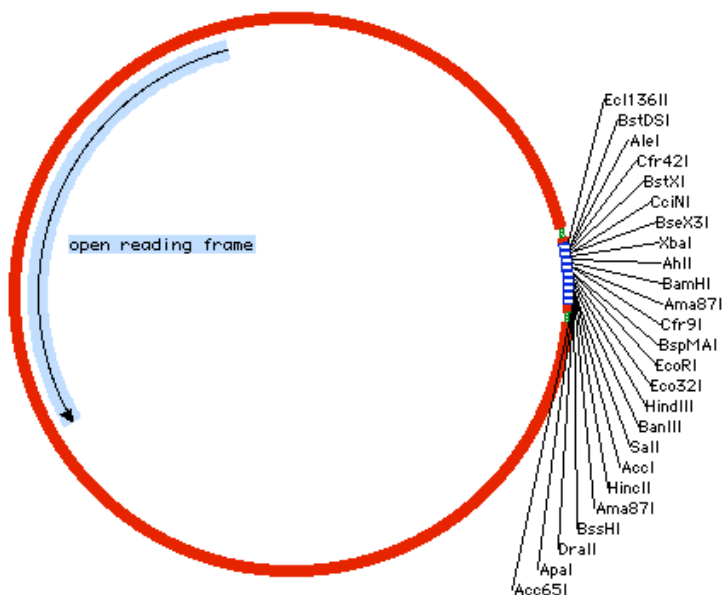 Ecl136II
BstDSI
AleI
Cfr42I
BstXI
CciNI
BseX3I
XbaI
open reading frame
AhlI
BamHI
Ama87I
Cfr9I
BspMAI
EcoRI
Eco32I
HindIII
BanIII
SalI
AccI
HincII
Ama87I
BssHI
DraII
ApaI
Acc65I